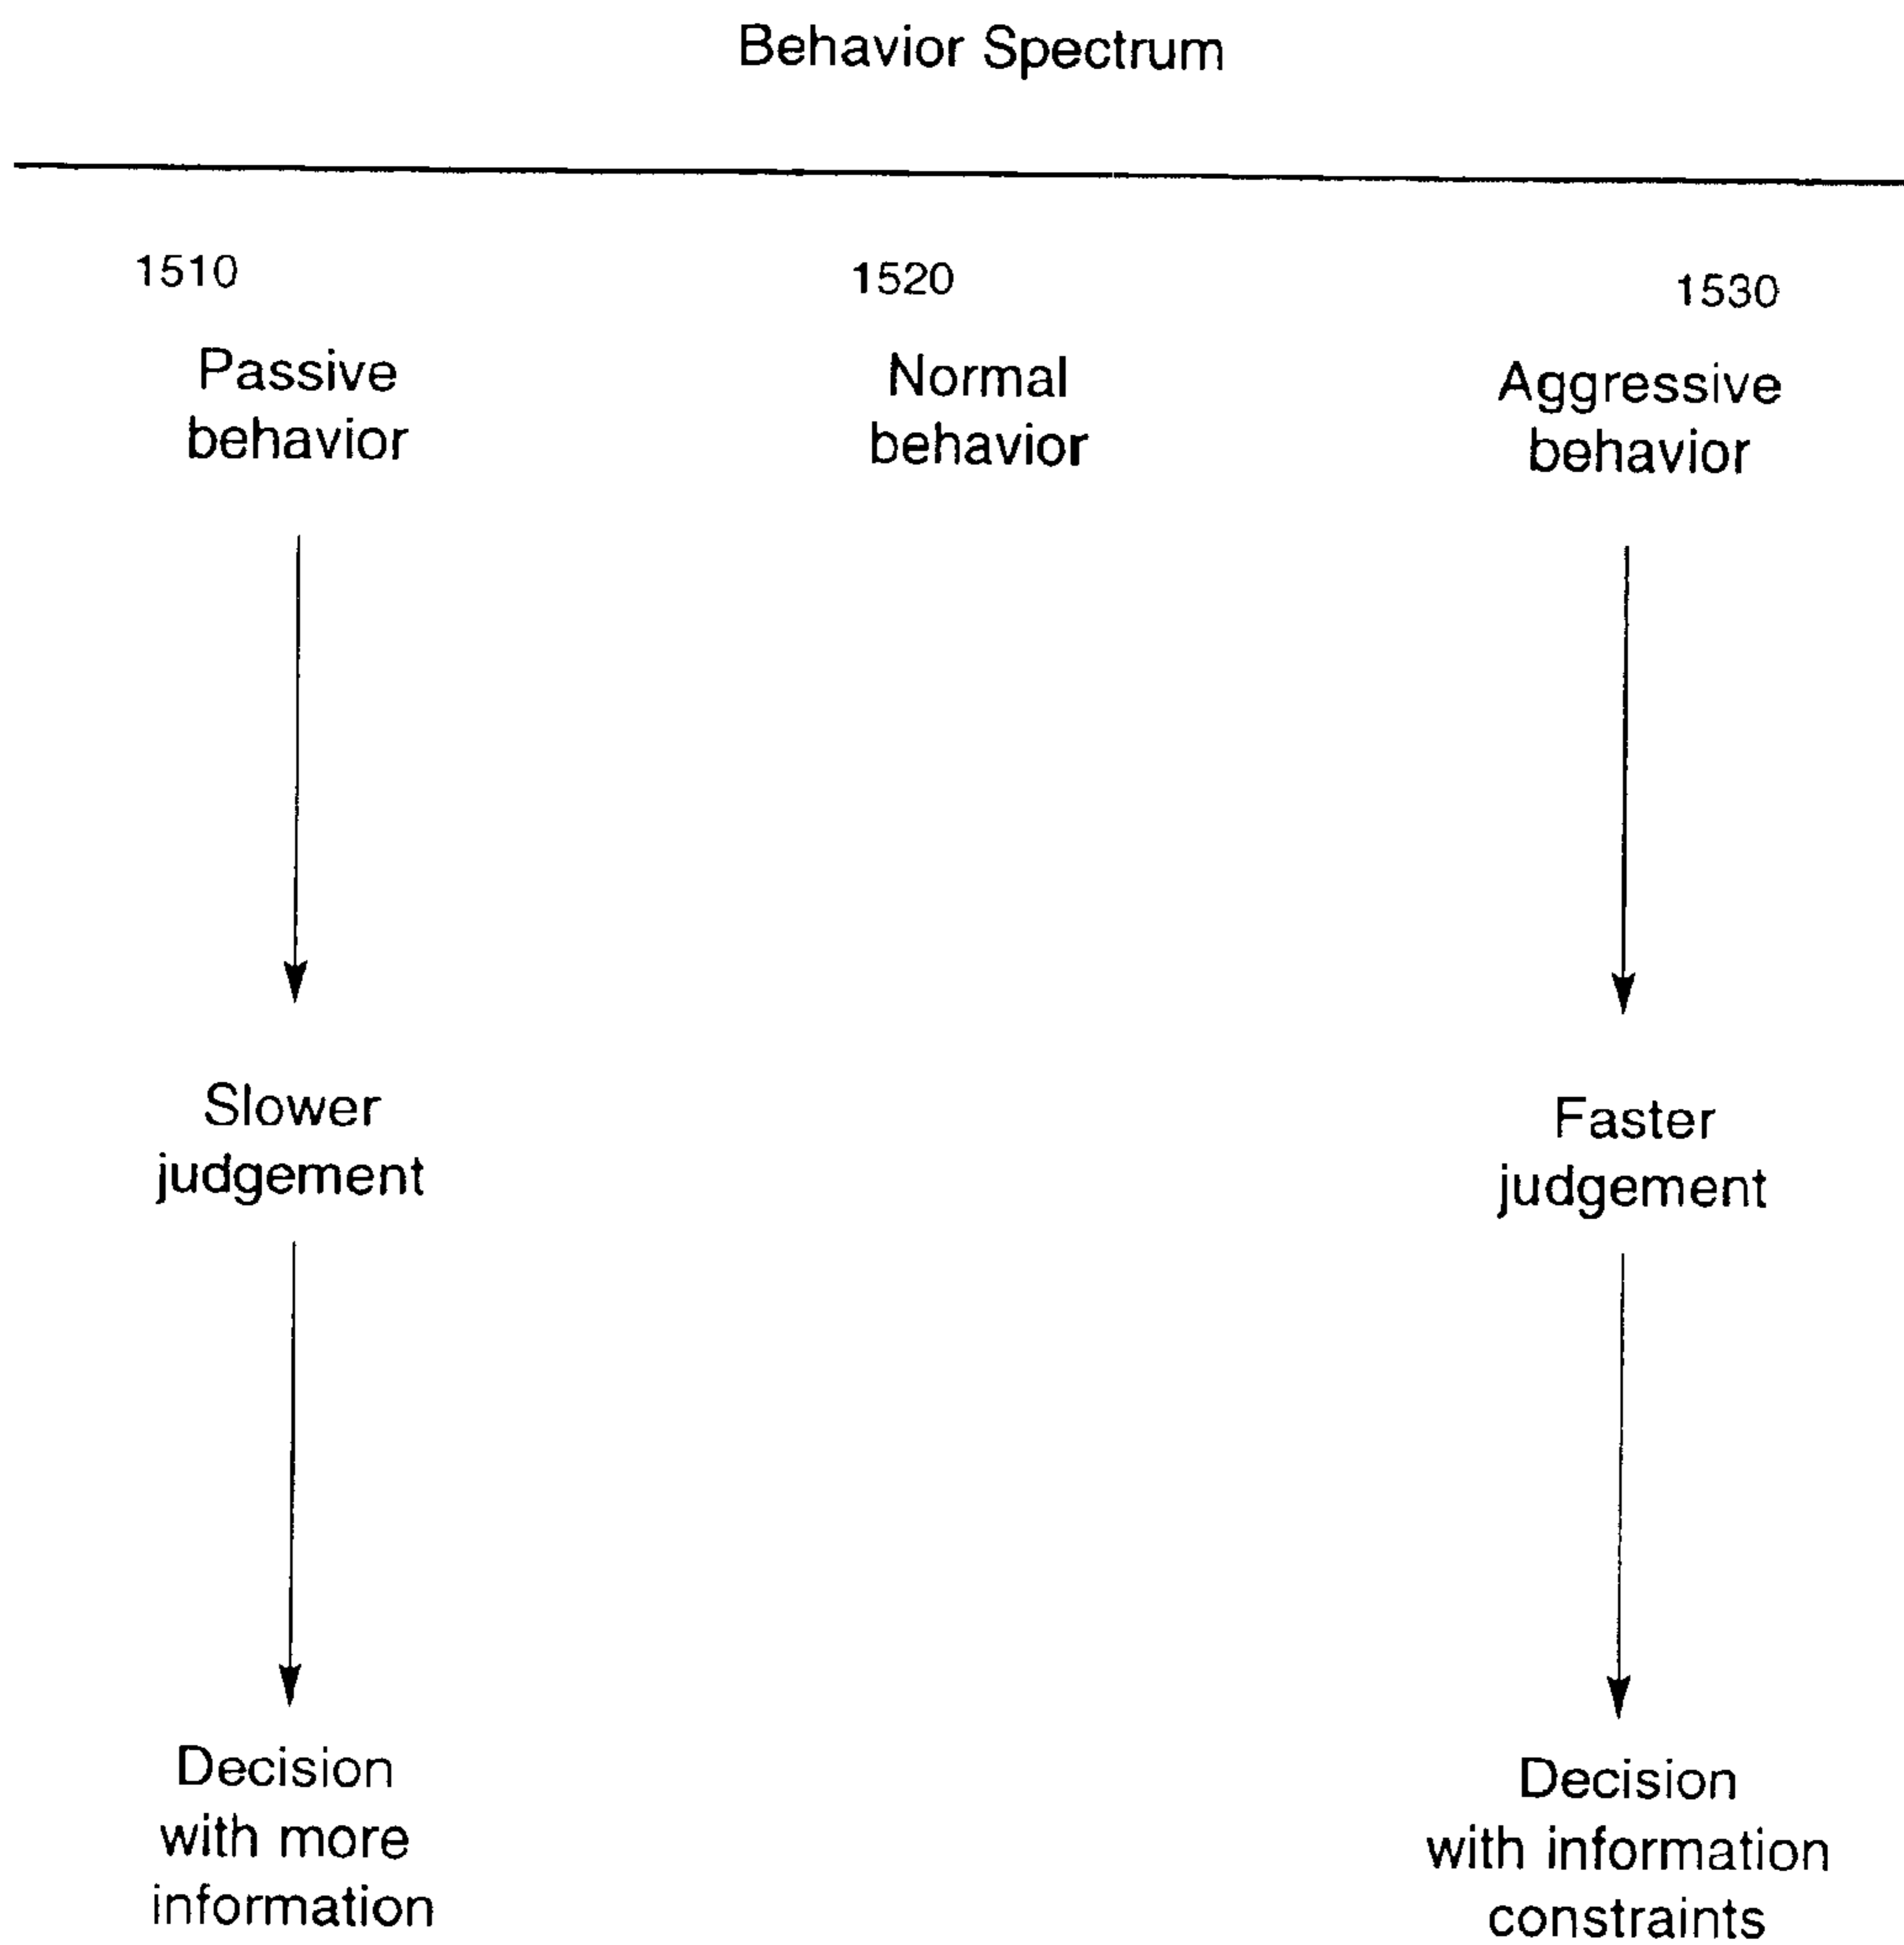 Behavior Spectrum
1510
1520
1530
Passive
behavior
Normal
behavior
Aggressive
behavior
Slower
judgement
Faster
judgement
Decision
with more
information
Decision
with information
constraints